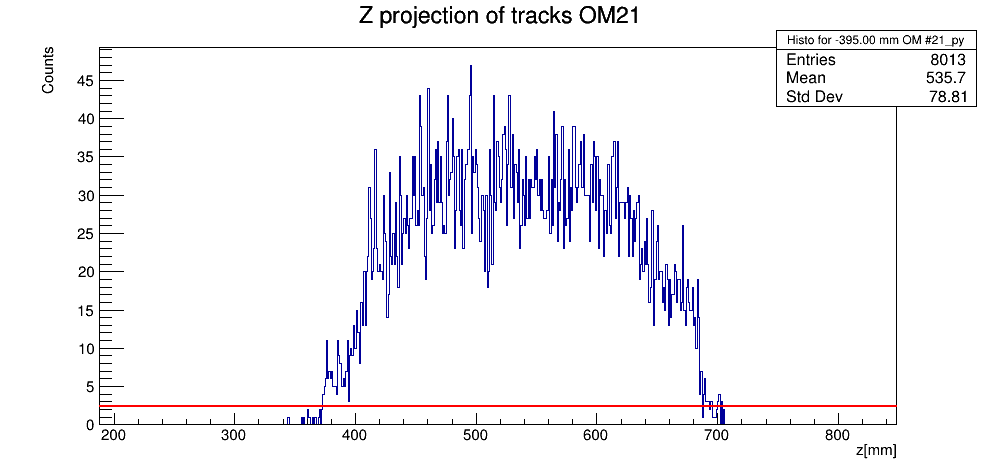 Z projection of tracks OM21
Histo for -395.00 mm OM #21_py
Entries 8013
Mean 535.7
Std Dev 78.81
Counts
45
40
35
30
25
20
15
10
5
0
200 300 400 500 600 700 800
z[mm]